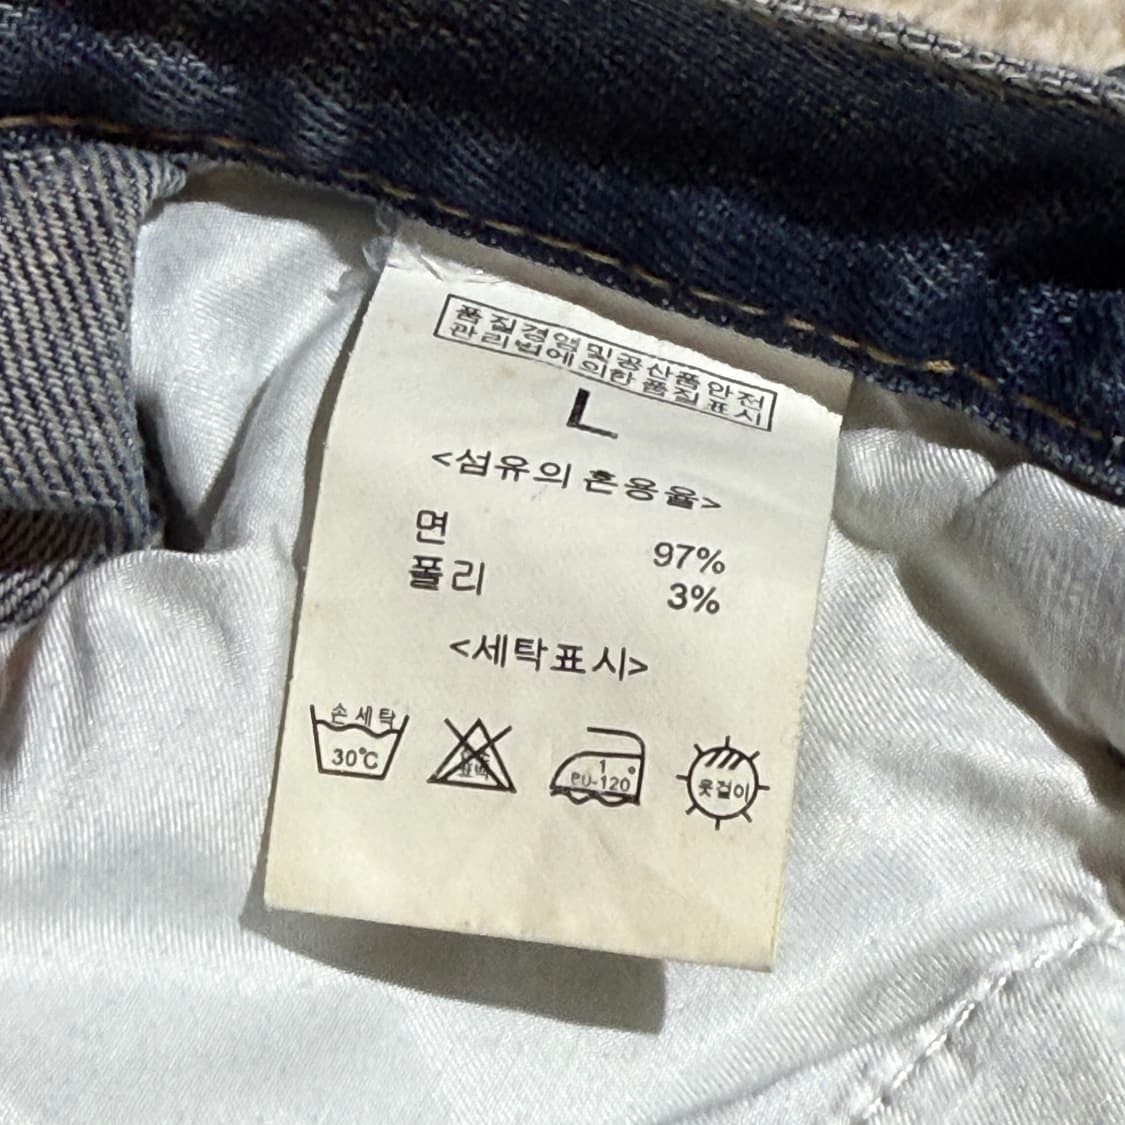 품질경영및공산품안전
관리법에의한품질표시
L
<섬유의 혼용율>
면 97%
폴리 3%
<세탁표시>
손세탁
30℃
표백
1
120°
옷걸이